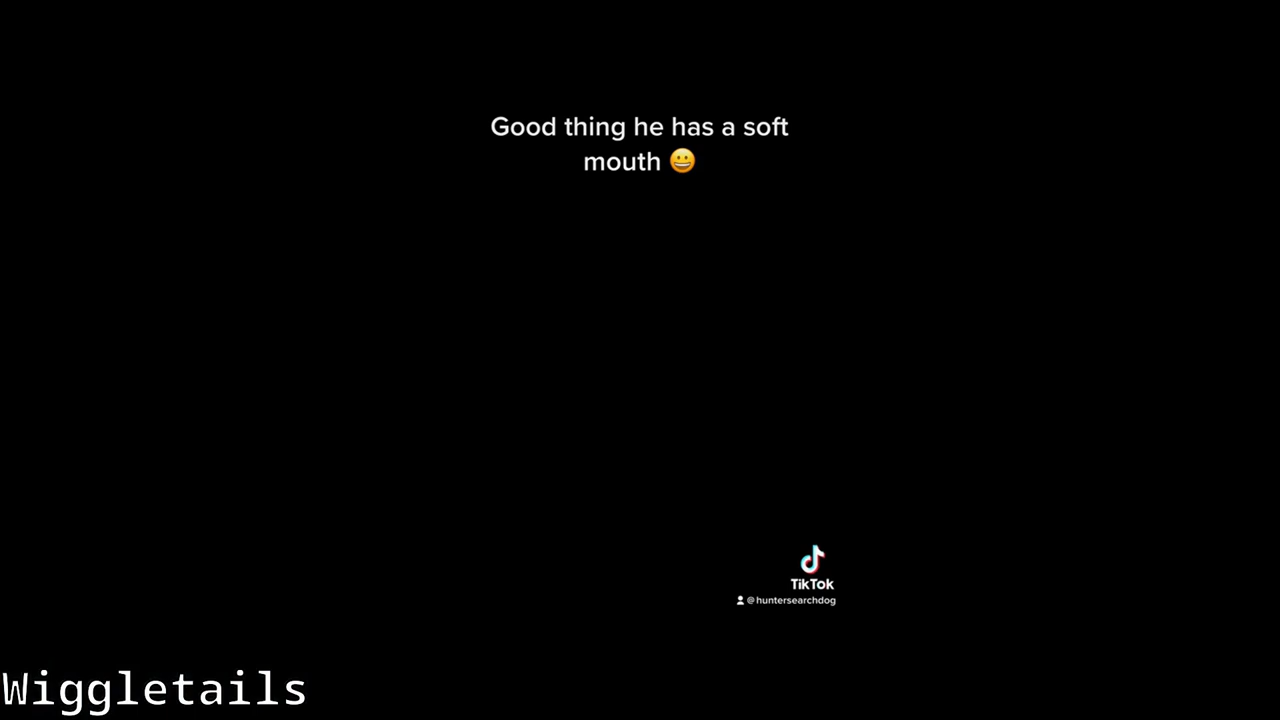 Good thing he has a soft
mouth 😀
TikTok
@huntersearchdog
Wiggletails